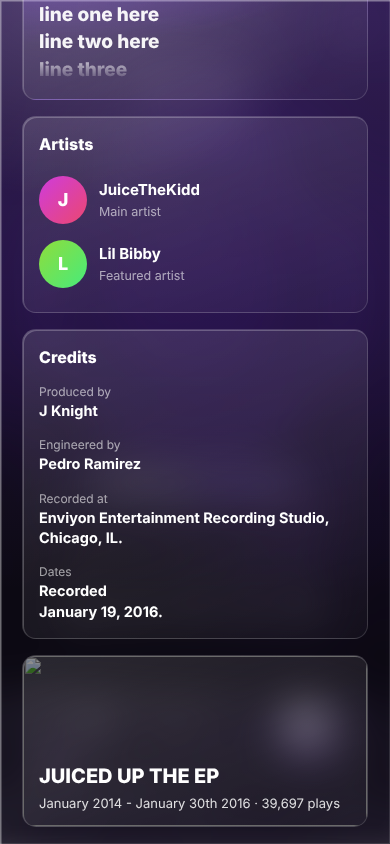 line one here
line two here
line three
Artists
J
JuiceTheKidd
Main artist
L
Lil Bibby
Featured artist
Credits
Produced by
J Knight
Engineered by
Pedro Ramirez
Recorded at
Enviyon Entertainment Recording Studio,
Chicago, IL.
Dates
Recorded
January 19, 2016.
JUICED UP THE EP
January 2014 - January 30th 2016 · 39,697 plays